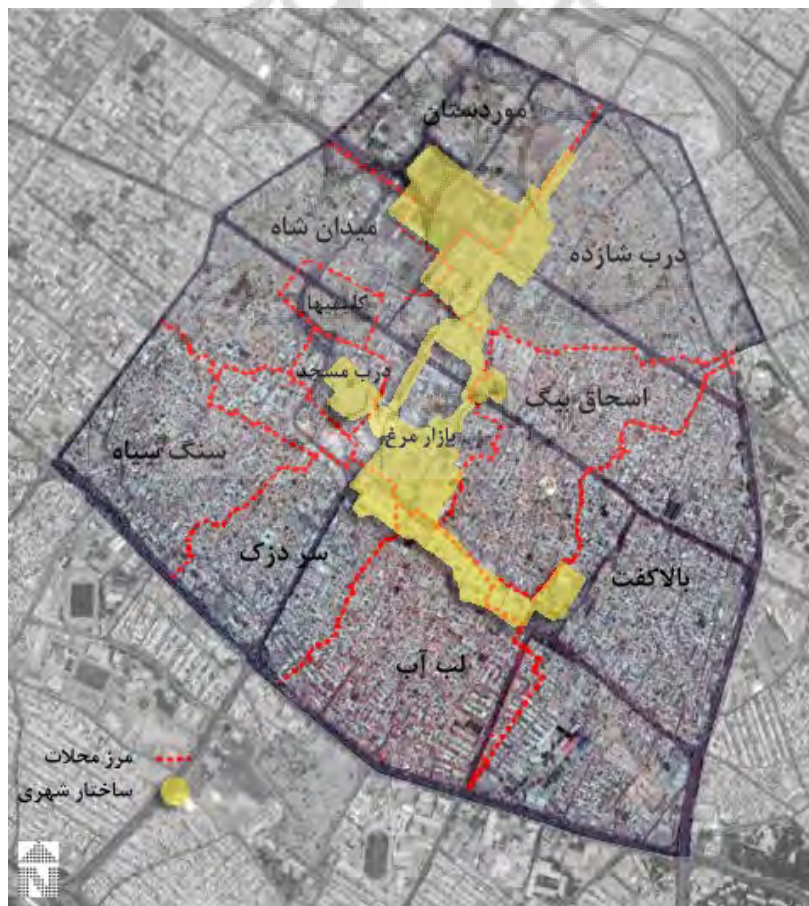 موردستان
میدان شاه
درب شازده
کلیمیها
درب مسجد
اسحاق بیگ
بازار مرغ
سنگ سیاه
سر دزک
بالاکفت
لب آب
مرز محلات
ساختار شهری